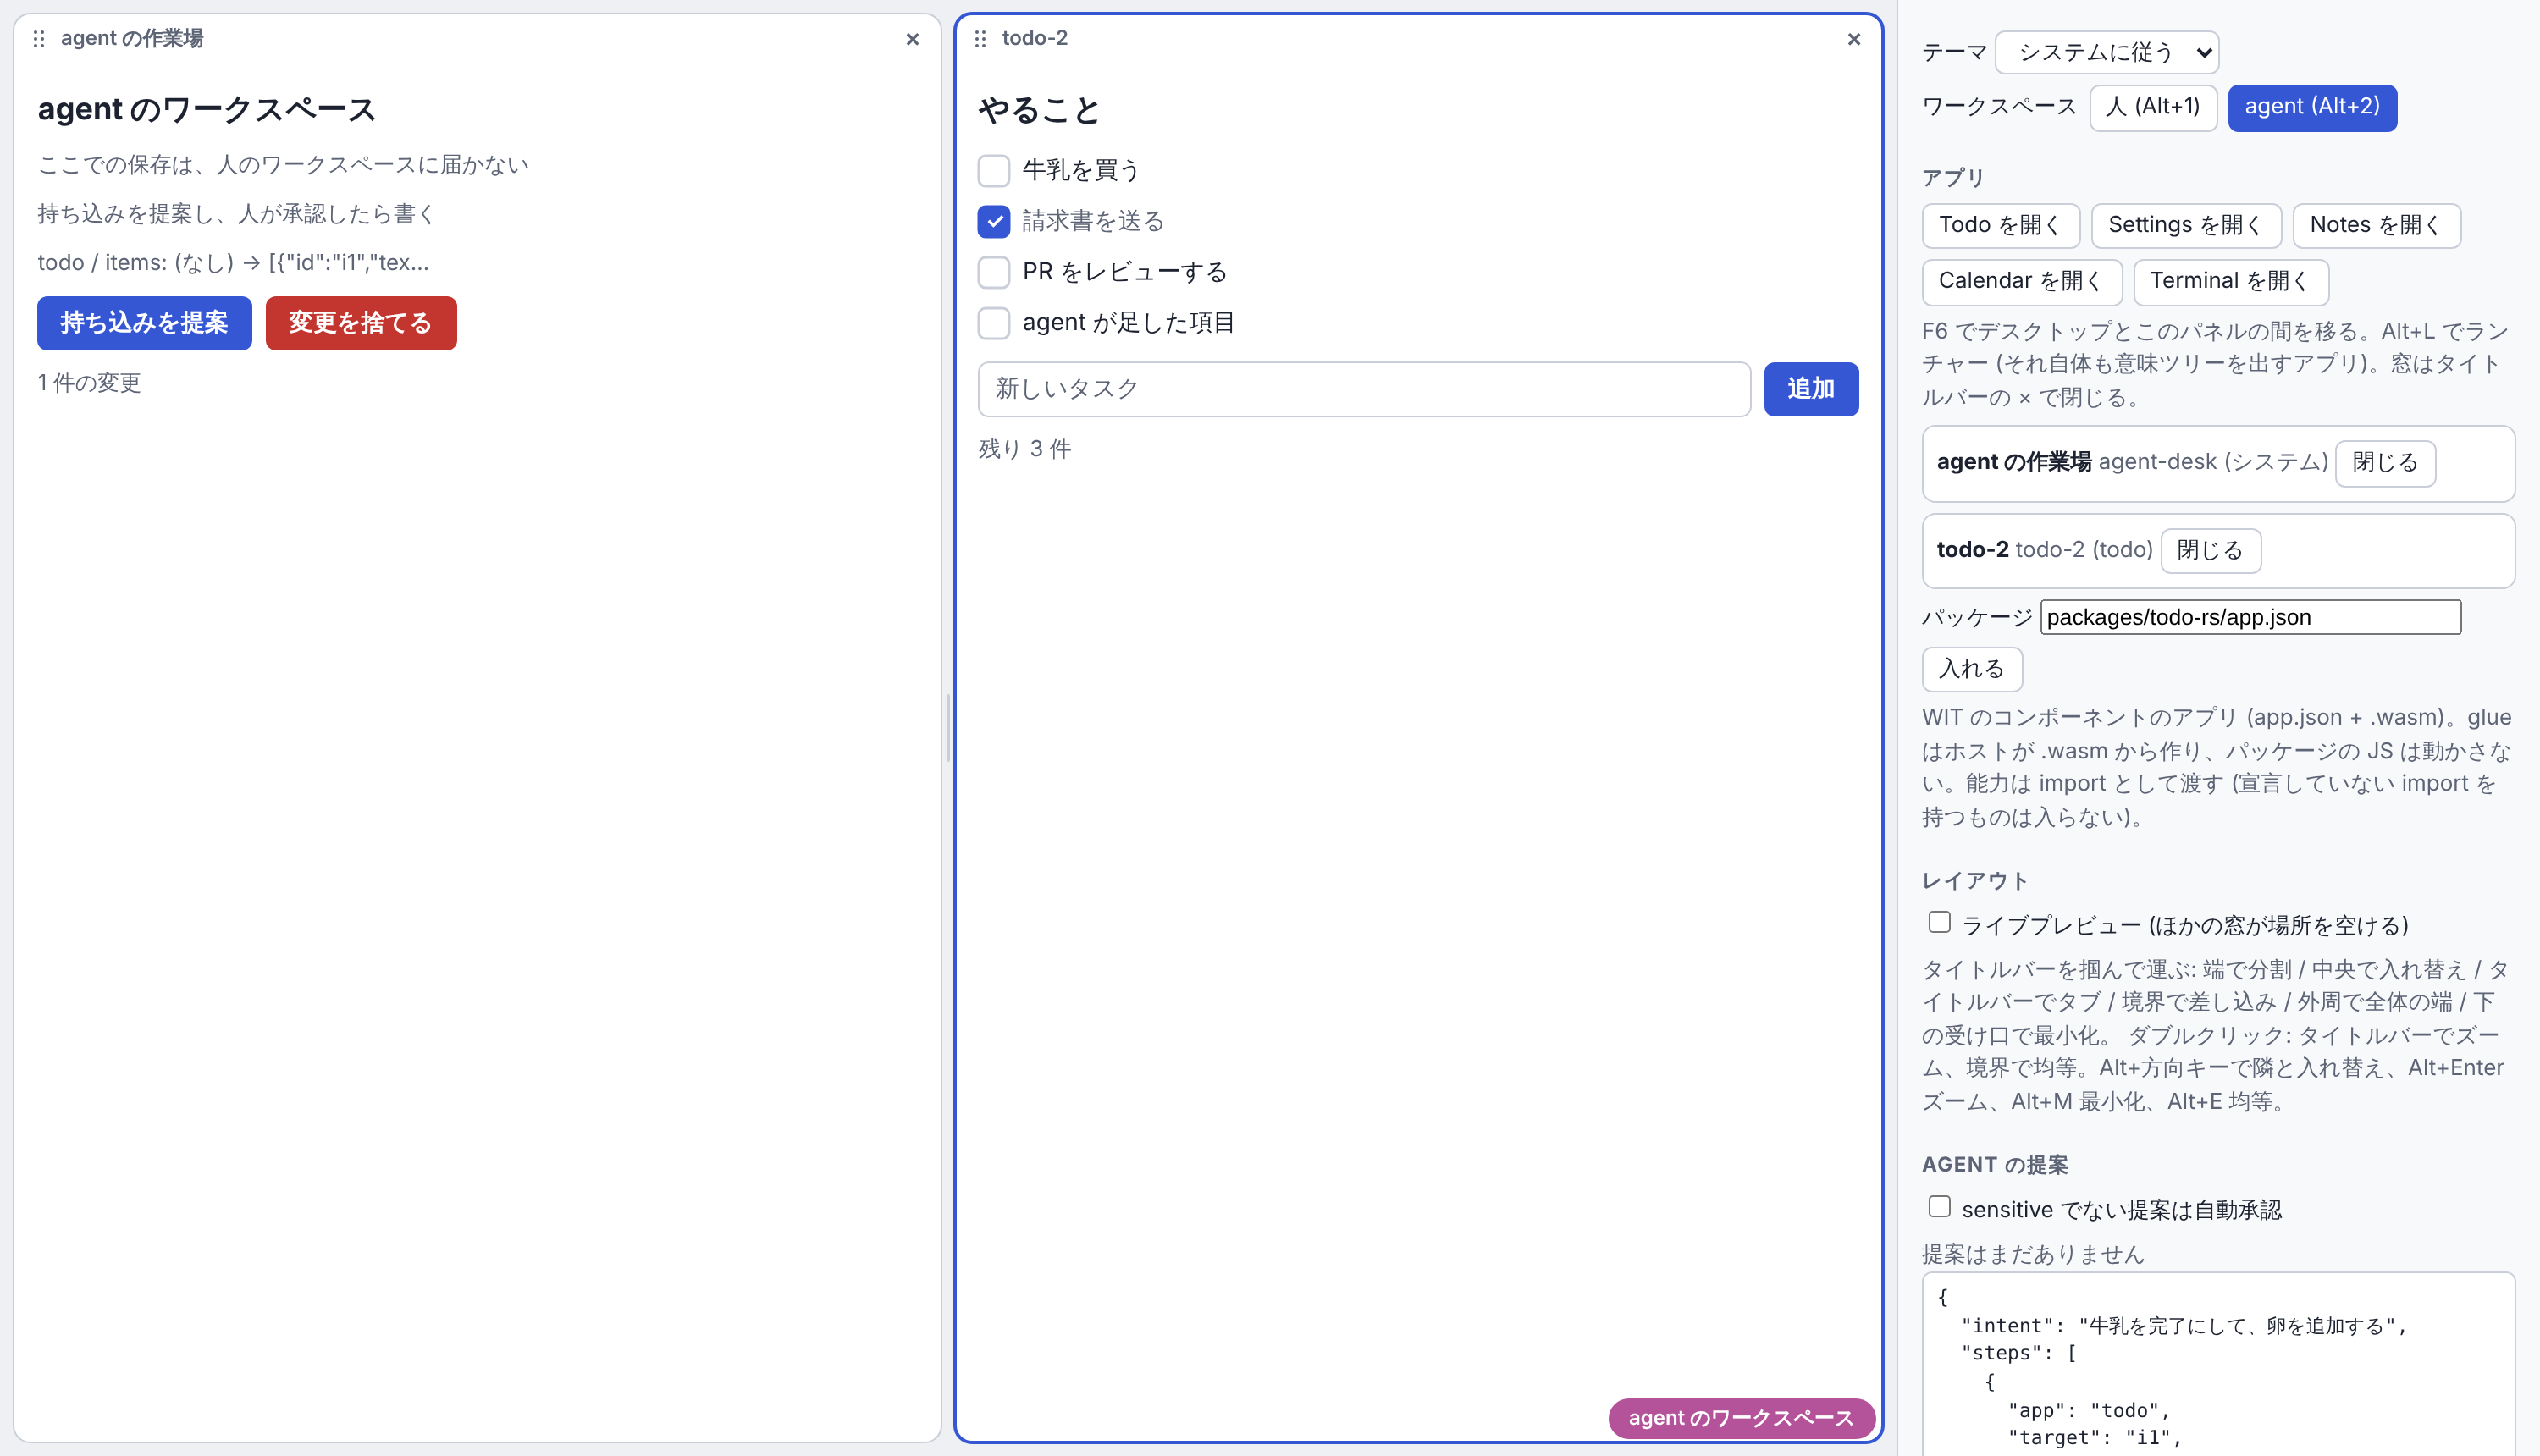 agent の作業場
×
agent のワークスペース
ここでの保存は、人のワークスペースに届かない
持ち込みを提案し、人が承認したら書く
todo / items: (なし) → [{"id":"i1","tex...
持ち込みを提案
変更を捨てる
1 件の変更
todo-2
×
やること
牛乳を買う
請求書を送る
PR をレビューする
agent が足した項目
新しいタスク
追加
残り 3 件
agent のワークスペース
テーマ
システムに従う
ワークスペース
人 (Alt+1)
agent (Alt+2)
アプリ
Todo を開く
Settings を開く
Notes を開く
Calendar を開く
Terminal を開く
F6 でデスクトップとこのパネルの間を移る。Alt+L でラン
チャー (それ自体も意味ツリーを出すアプリ)。窓はタイト
ルバーの × で閉じる。
agent の作業場 agent-desk (システム)
閉じる
todo-2 todo-2 (todo)
閉じる
パッケージ
packages/todo-rs/app.json
入れる
WIT のコンポーネントのアプリ (app.json + .wasm)。glue
はホストが .wasm から作り、パッケージの JS は動かさな
い。能力は import として渡す (宣言していない import を
持つものは入らない)。
レイアウト
ライブプレビュー (ほかの窓が場所を空ける)
タイトルバーを掴んで運ぶ: 端で分割 / 中央で入れ替え / タ
イトルバーでタブ / 境界で差し込み / 外周で全体の端 / 下
の受け口で最小化。 ダブルクリック: タイトルバーでズー
ム、境界で均等。Alt+方向キーで隣と入れ替え、Alt+Enter
ズーム、Alt+M 最小化、Alt+E 均等。
AGENT の提案
sensitive でない提案は自動承認
提案はまだありません
{
"intent": "牛乳を完了にして、卵を追加する",
"steps": [
{
"app": "todo",
"target": "i1",